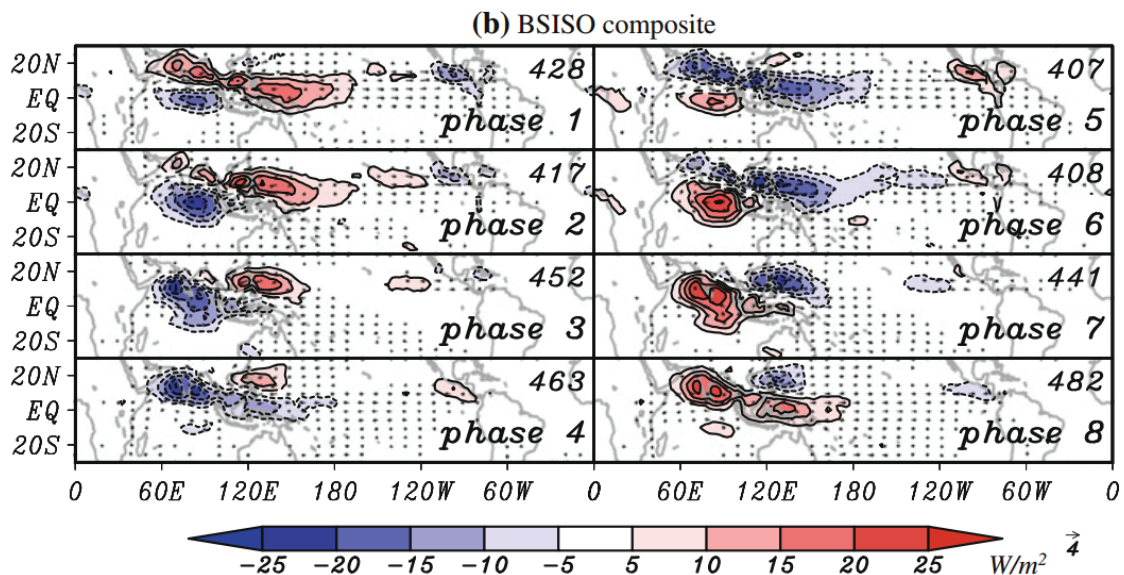 (b) BSISO composite
20N 428 407
EQ
20S phase 1 phase 5
20N 417 408
EQ
20S phase 2 phase 6
20N 452 441
EQ
20S phase 3 phase 7
20N 463 482
EQ
20S phase 4 phase 8
0 60E 120E 180 120W 60W 0 60E 120E 180 120W 60W 0
-25 -20 -15 -10 -5 5 10 15 20 25 W/m² 4